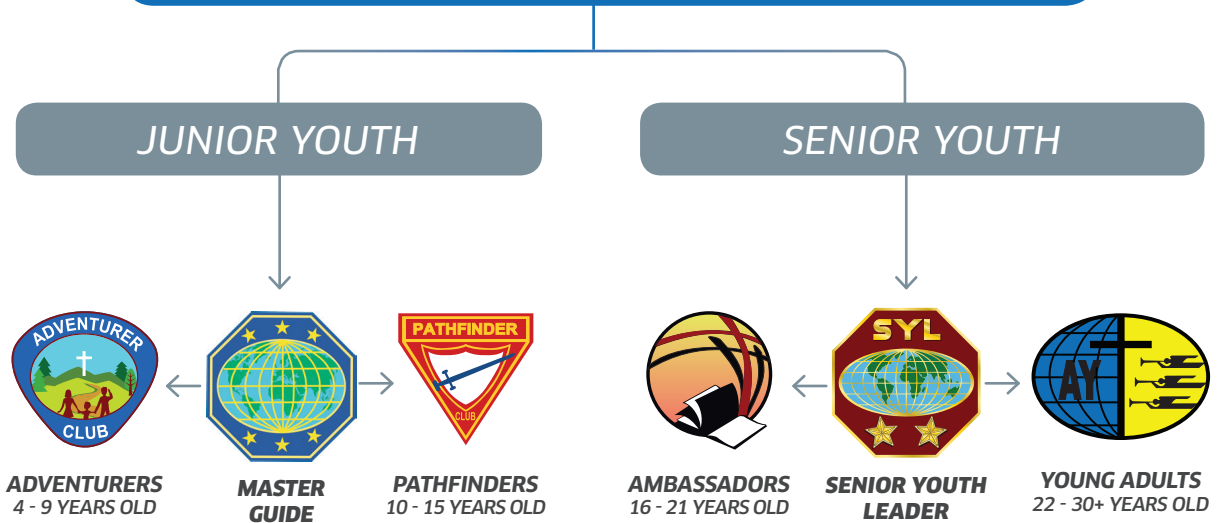 JUNIOR YOUTH
SENIOR YOUTH
ADVENTURER
CLUB
PATHFINDER
CLUB
SYL
AY
ADVENTURERS
4 - 9 YEARS OLD
MASTER
GUIDE
PATHFINDERS
10 - 15 YEARS OLD
AMBASSADORS
16 - 21 YEARS OLD
SENIOR YOUTH
LEADER
YOUNG ADULTS
22 - 30+ YEARS OLD